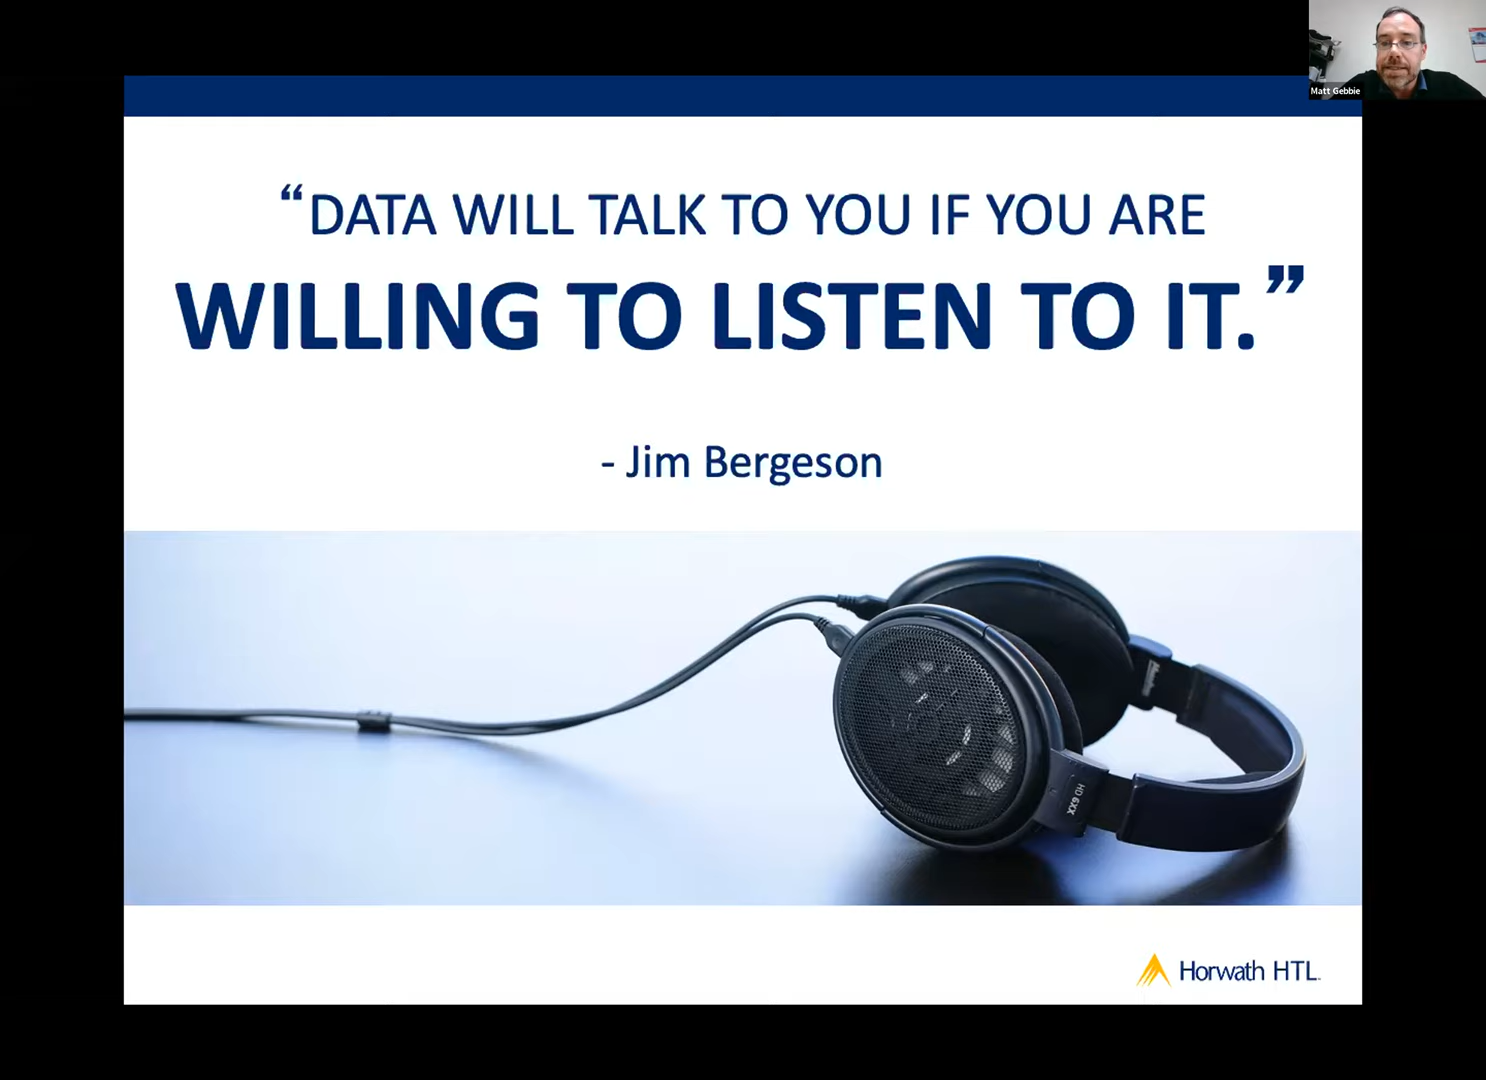 Matt Gebbie
“DATA WILL TALK TO YOU IF YOU ARE
WILLING TO LISTEN TO IT.”
- Jim Bergeson
HD 6XX
Horwath HTL.